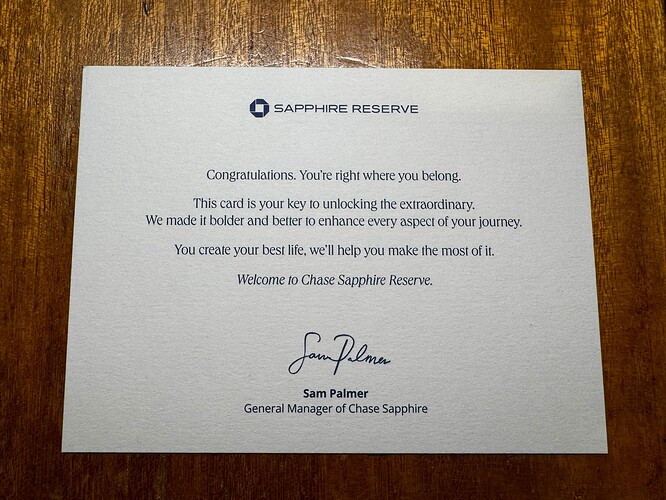 SAPPHIRE RESERVE
Congratulations. You're right where you belong.
This card is your key to unlocking the extraordinary.
We made it bolder and better to enhance every aspect of your journey.
You create your best life, we'll help you make the most of it.
Welcome to Chase Sapphire Reserve.
Sam Palmer
Sam Palmer
General Manager of Chase Sapphire